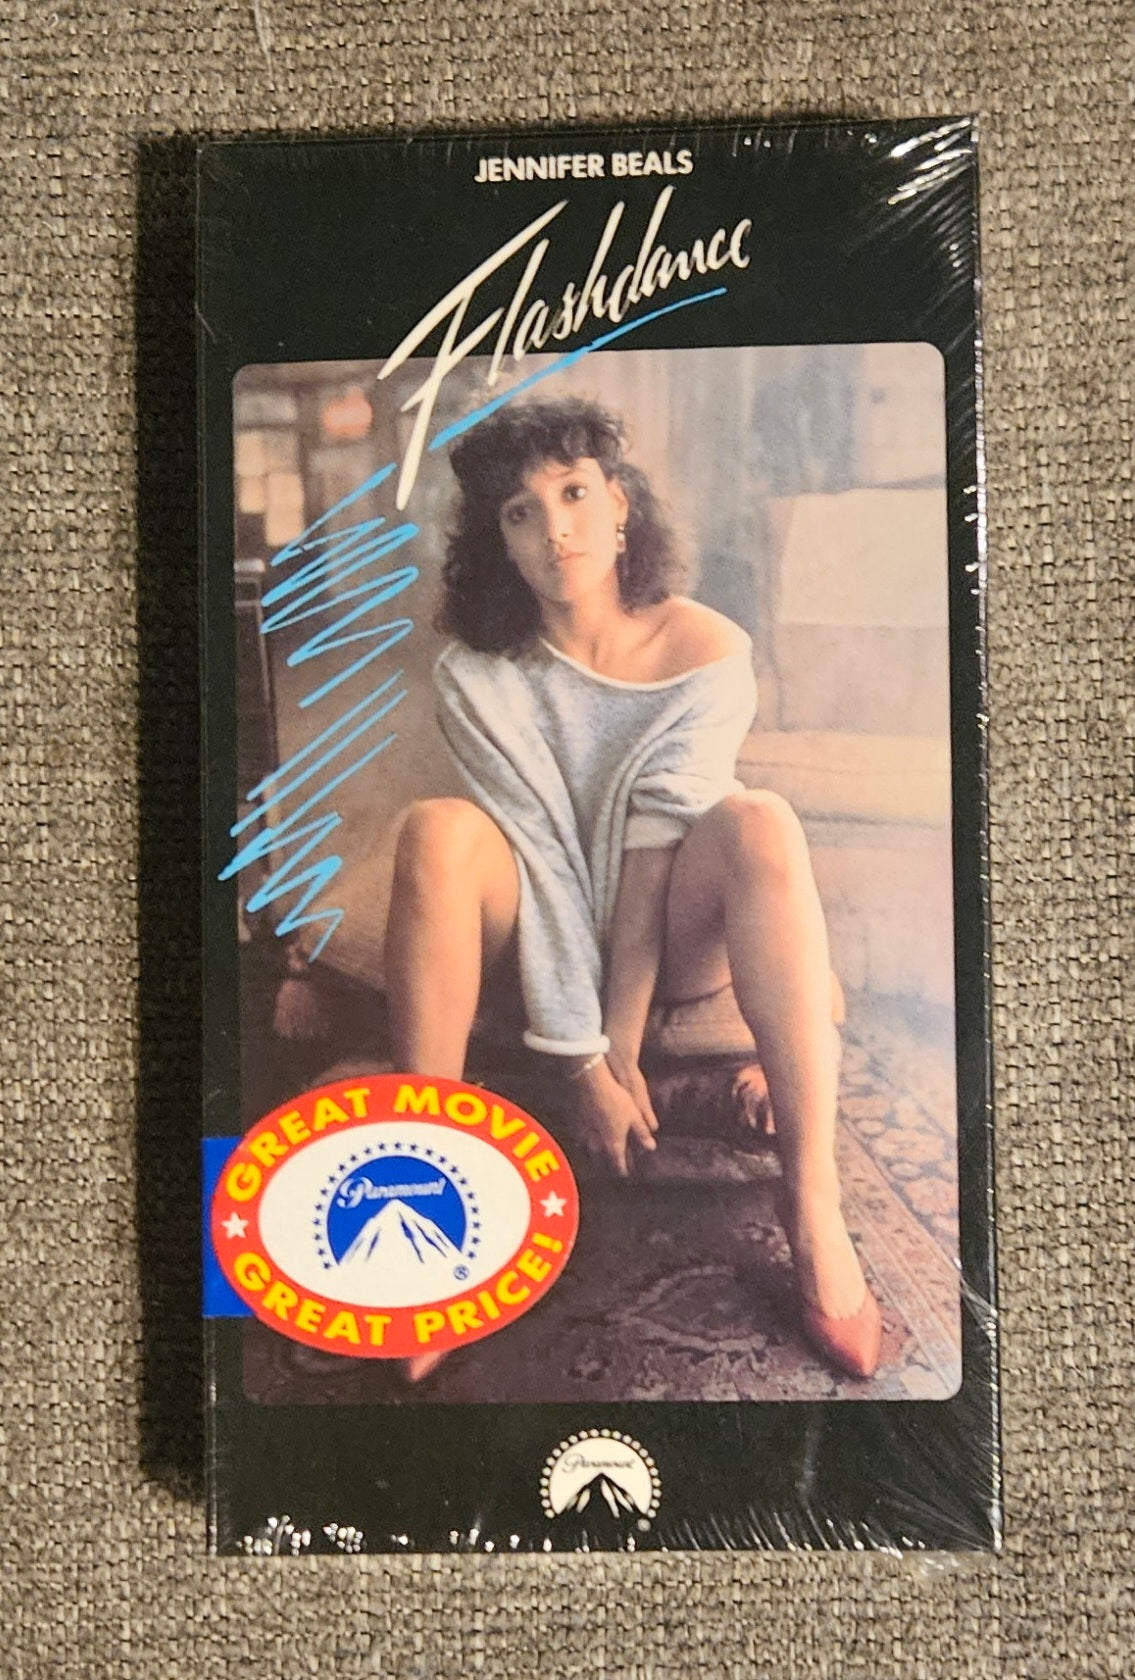 JENNIFER BEALS
Flashdance
GREAT MOVIE
Paramount
®
GREAT PRICE!
Paramount
®